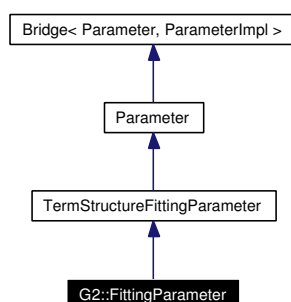 Bridge< Parameter, ParameterImpl >
Parameter
TermStructureFittingParameter
G2::FittingParameter